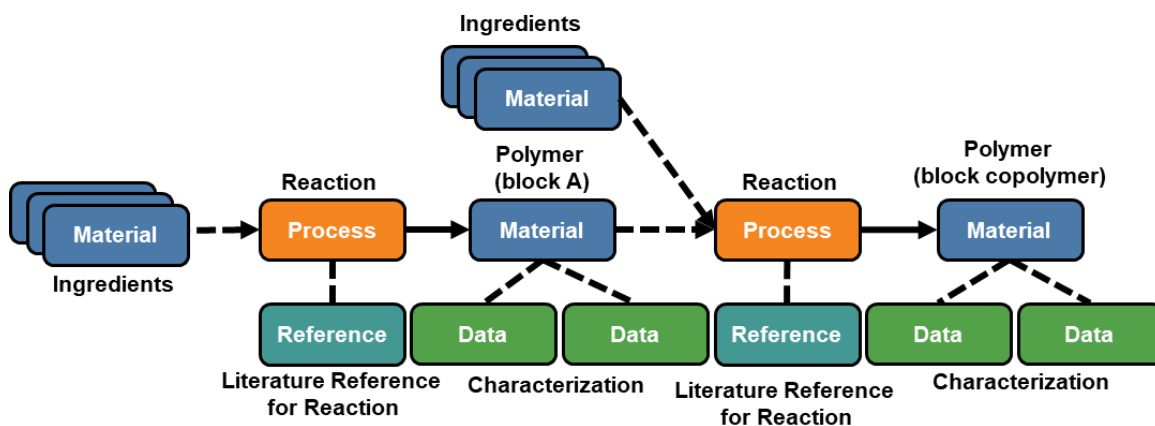 Ingredients
Material
Polymer
(block A)
Polymer
(block copolymer)
Reaction
Reaction
Material
Process
Material
Process
Material
Ingredients
Reference
Data
Data
Reference
Data
Data
Literature Reference
for Reaction
Characterization
Literature Reference
for Reaction
Characterization